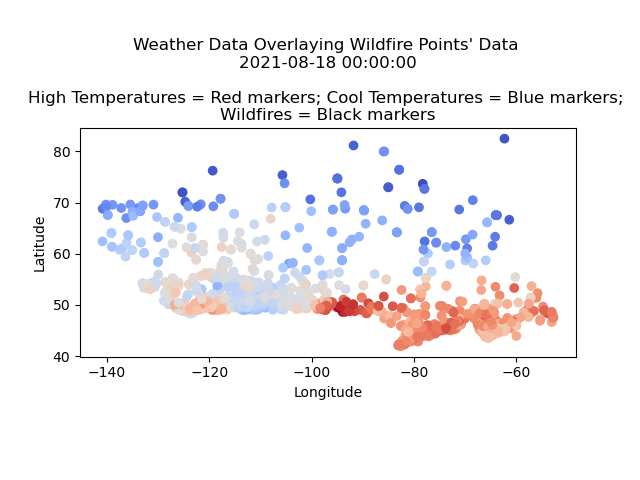 Weather Data Overlaying Wildfire Points' Data
2021-08-18 00:00:00
High Temperatures = Red markers; Cool Temperatures = Blue markers;
Wildfires = Black markers
80
70
60
50
40
Latitude
−140
−120
−100
−80
−60
Longitude